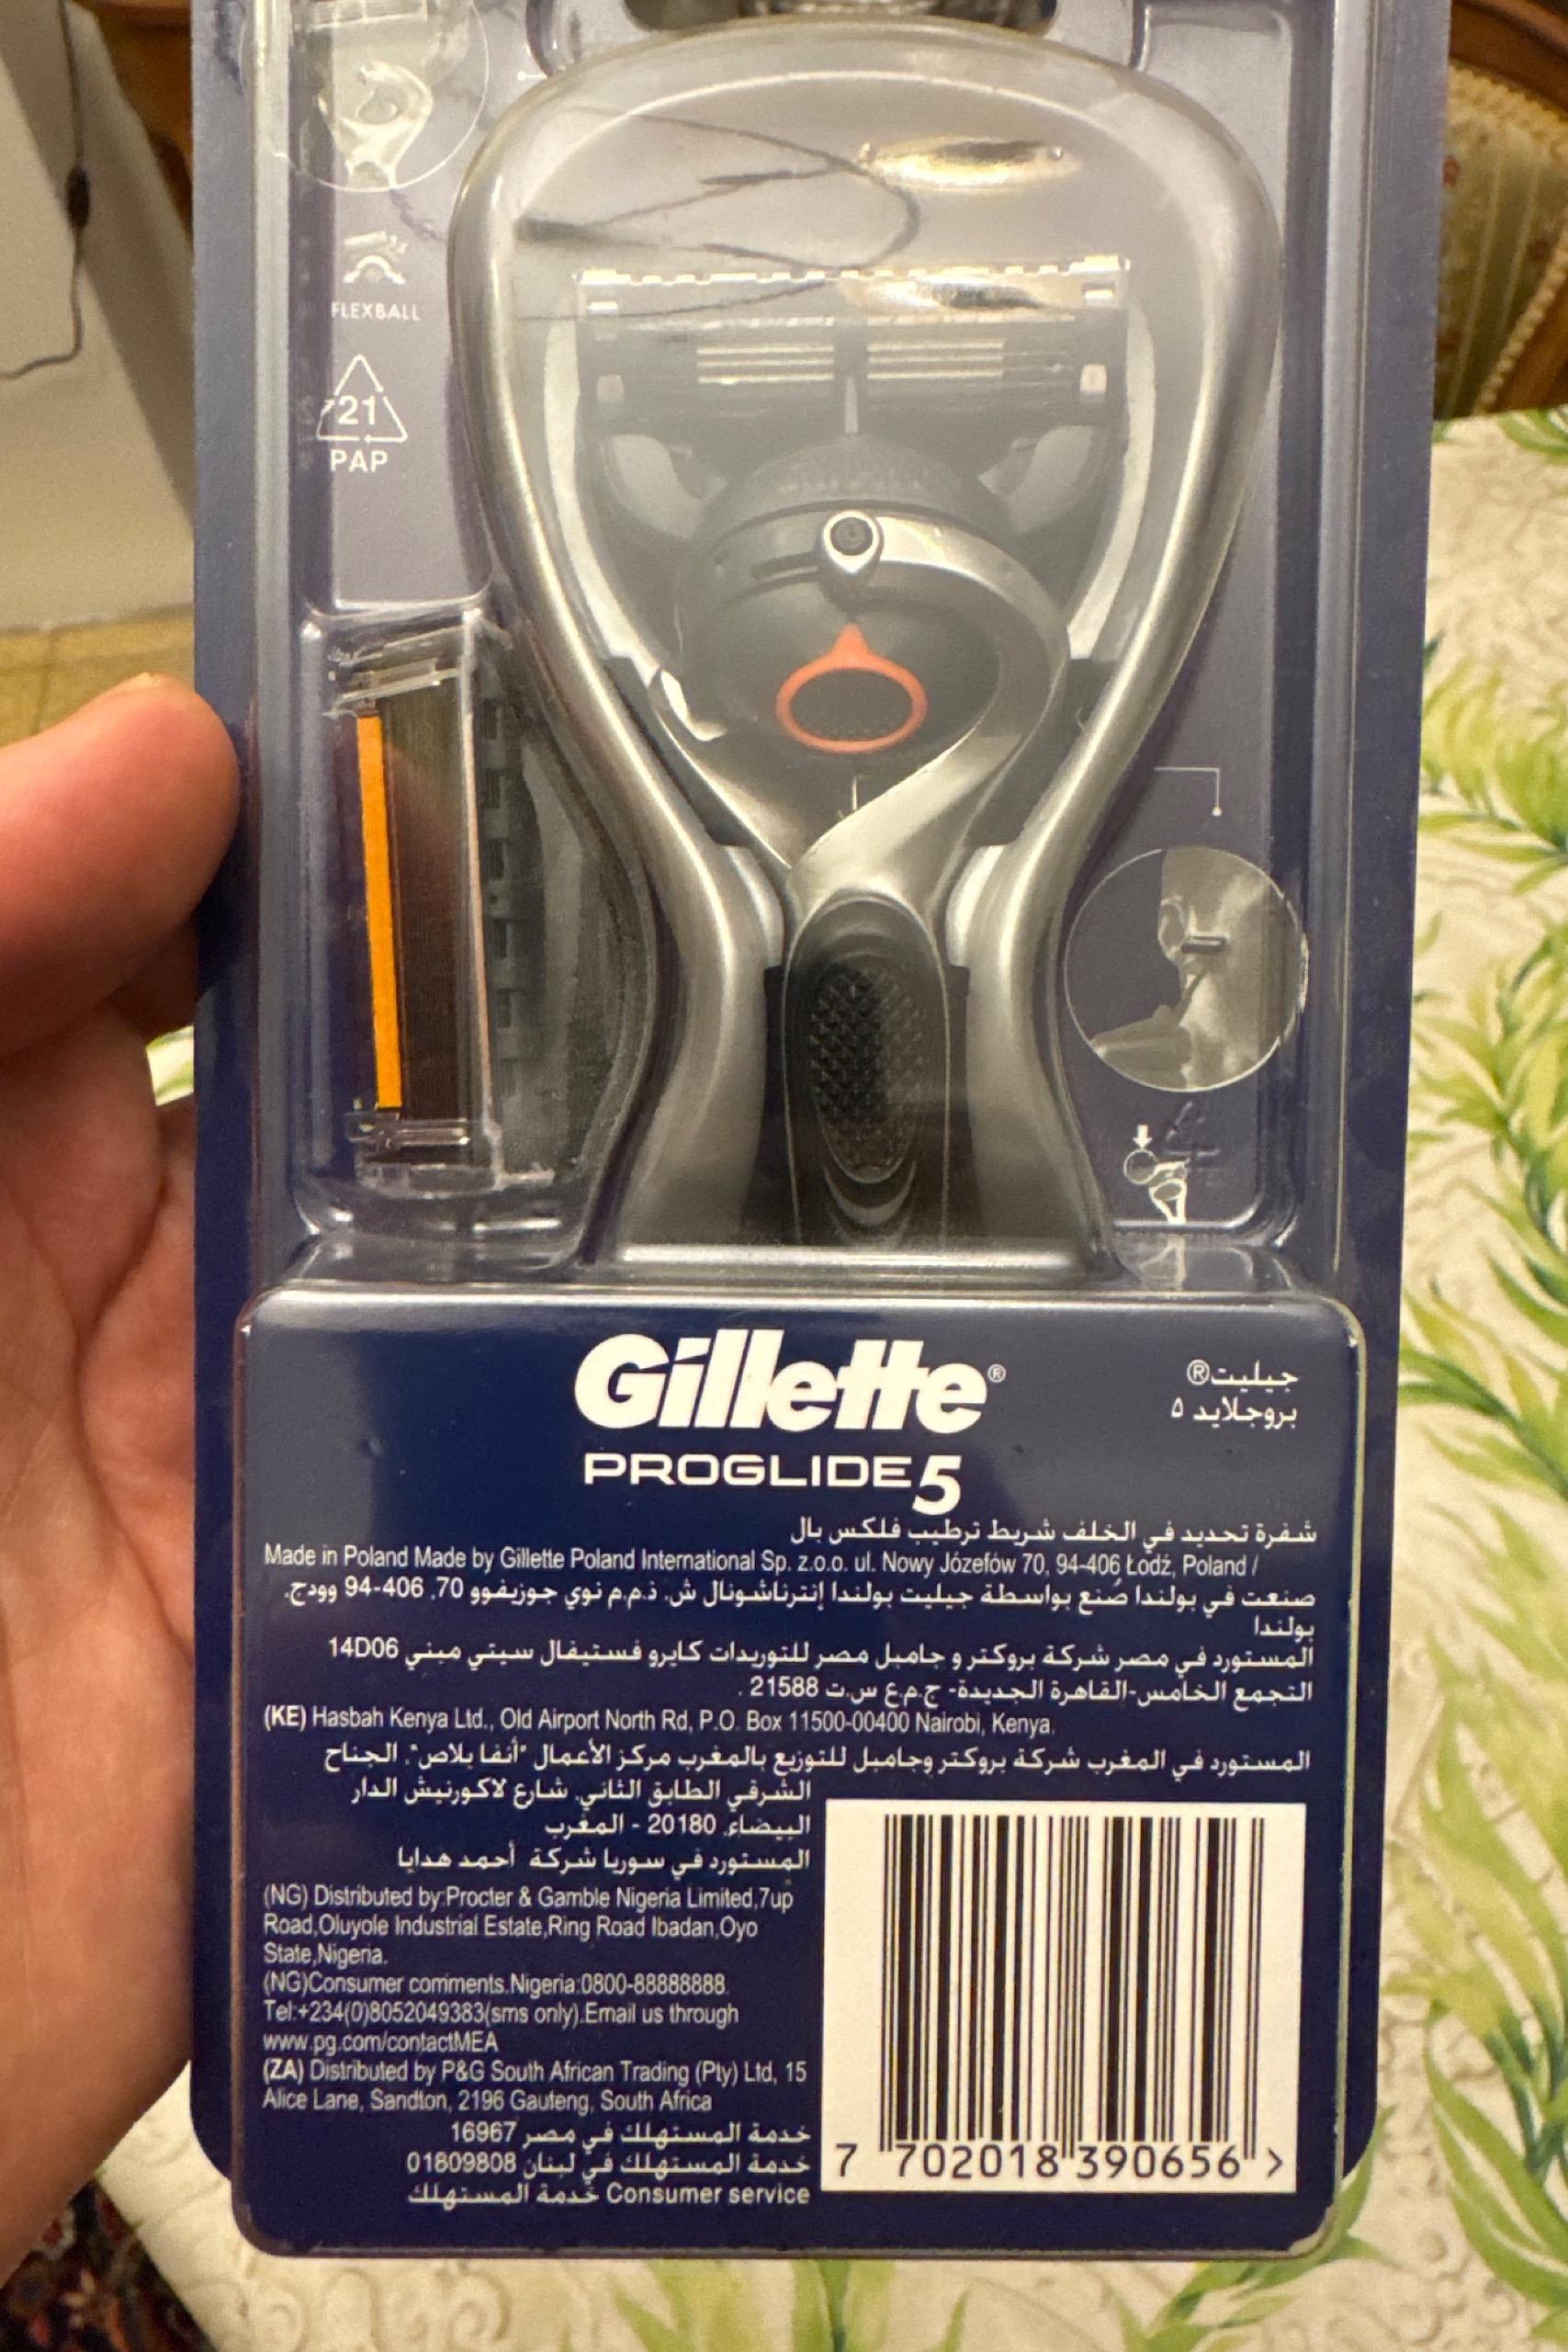 FLEXBALL
21
PAP
Gillette®
جيليت®
بروجلايد ٥
PROGLIDE5
شفرة تحديد في الخلف شريط ترطيب فلكس بال
Made in Poland Made by Gillette Poland International Sp. z.o.o. ul. Nowy Józefów 70, 94-406 Łódź, Poland /
صنعت في بولندا صُنع بواسطة جيليت بولندا إنترناشونال ش. ذ.م.م نوي جوزيفوو 70, 406-94 وودج.
بولندا
المستورد في مصر شركة بروكتر و جامبل مصر للتوريدات كايرو فستيفال سيتي مبني 14D06
التجمع الخامس-القاهرة الجديدة- ج.م.ع س.ت 21588 .
(KE) Hasbah Kenya Ltd., Old Airport North Rd, P.O. Box 11500-00400 Nairobi, Kenya.
المستورد في المغرب شركة بروكتر وجامبل للتوزيع بالمغرب مركز الأعمال "أنفا بلاص". الجناح
الشرفي الطابق الثاني. شارع لاكورنيش الدار
البيضاء. 20180 - المغرب
المستورد في سوريا شركة أحمد هدايا
(NG) Distributed by:Procter & Gamble Nigeria Limited,7up
Road,Oluyole Industrial Estate,Ring Road Ibadan,Oyo
State,Nigeria.
(NG)Consumer comments.Nigeria:0800-88888888.
Tel:+234(0)8052049383(sms only).Email us through
www.pg.com/contactMEA
(ZA) Distributed by P&G South African Trading (Pty) Ltd, 15
Alice Lane, Sandton, 2196 Gauteng, South Africa
خدمة المستهلك في مصر 16967
خدمة المستهلك في لبنان 01809808
Consumer service خدمة المستهلك
7 702018 390656 >